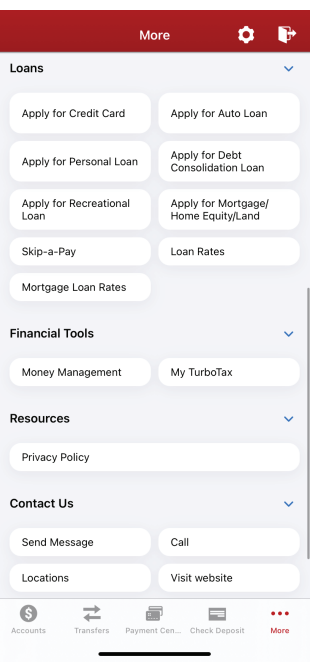 More
Loans
Apply for Credit Card
Apply for Auto Loan
Apply for Personal Loan
Apply for Debt
Consolidation Loan
Apply for Recreational
Loan
Apply for Mortgage/
Home Equity/Land
Skip-a-Pay
Loan Rates
Mortgage Loan Rates
Financial Tools
Money Management
My TurboTax
Resources
Privacy Policy
Contact Us
Send Message
Call
Locations
Visit website
Accounts
Transfers
Payment Cen...
Check Deposit
More